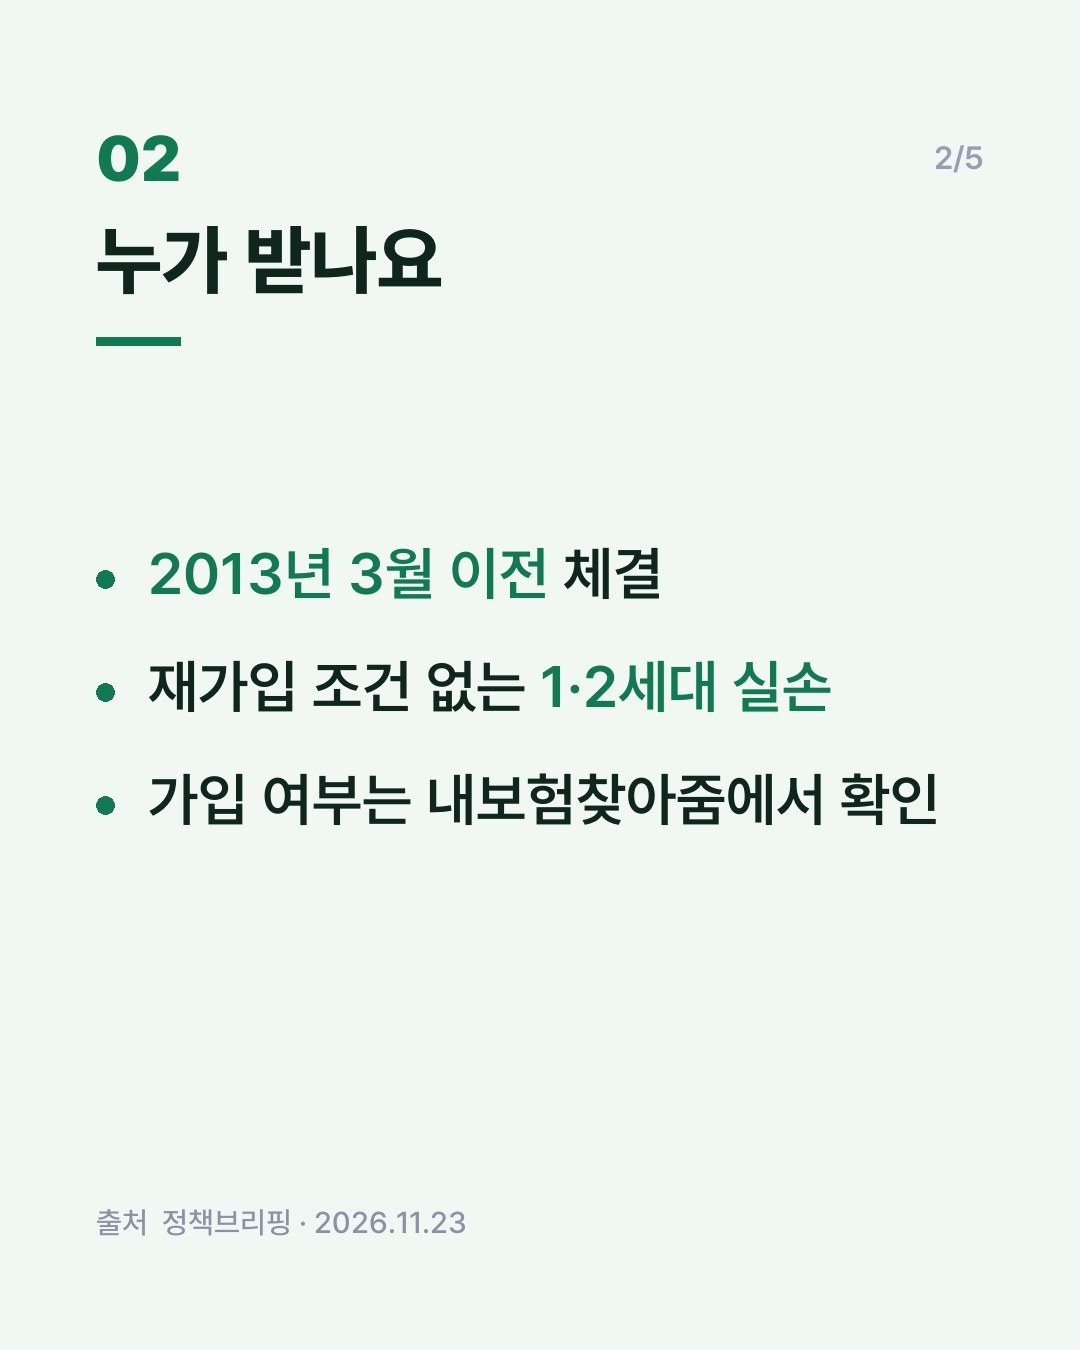 02
2/5
누가 받나요
• 2013년 3월 이전 체결
• 재가입 조건 없는 1·2세대 실손
• 가입 여부는 내보험찾아줌에서 확인
출처 정책브리핑 · 2026.11.23